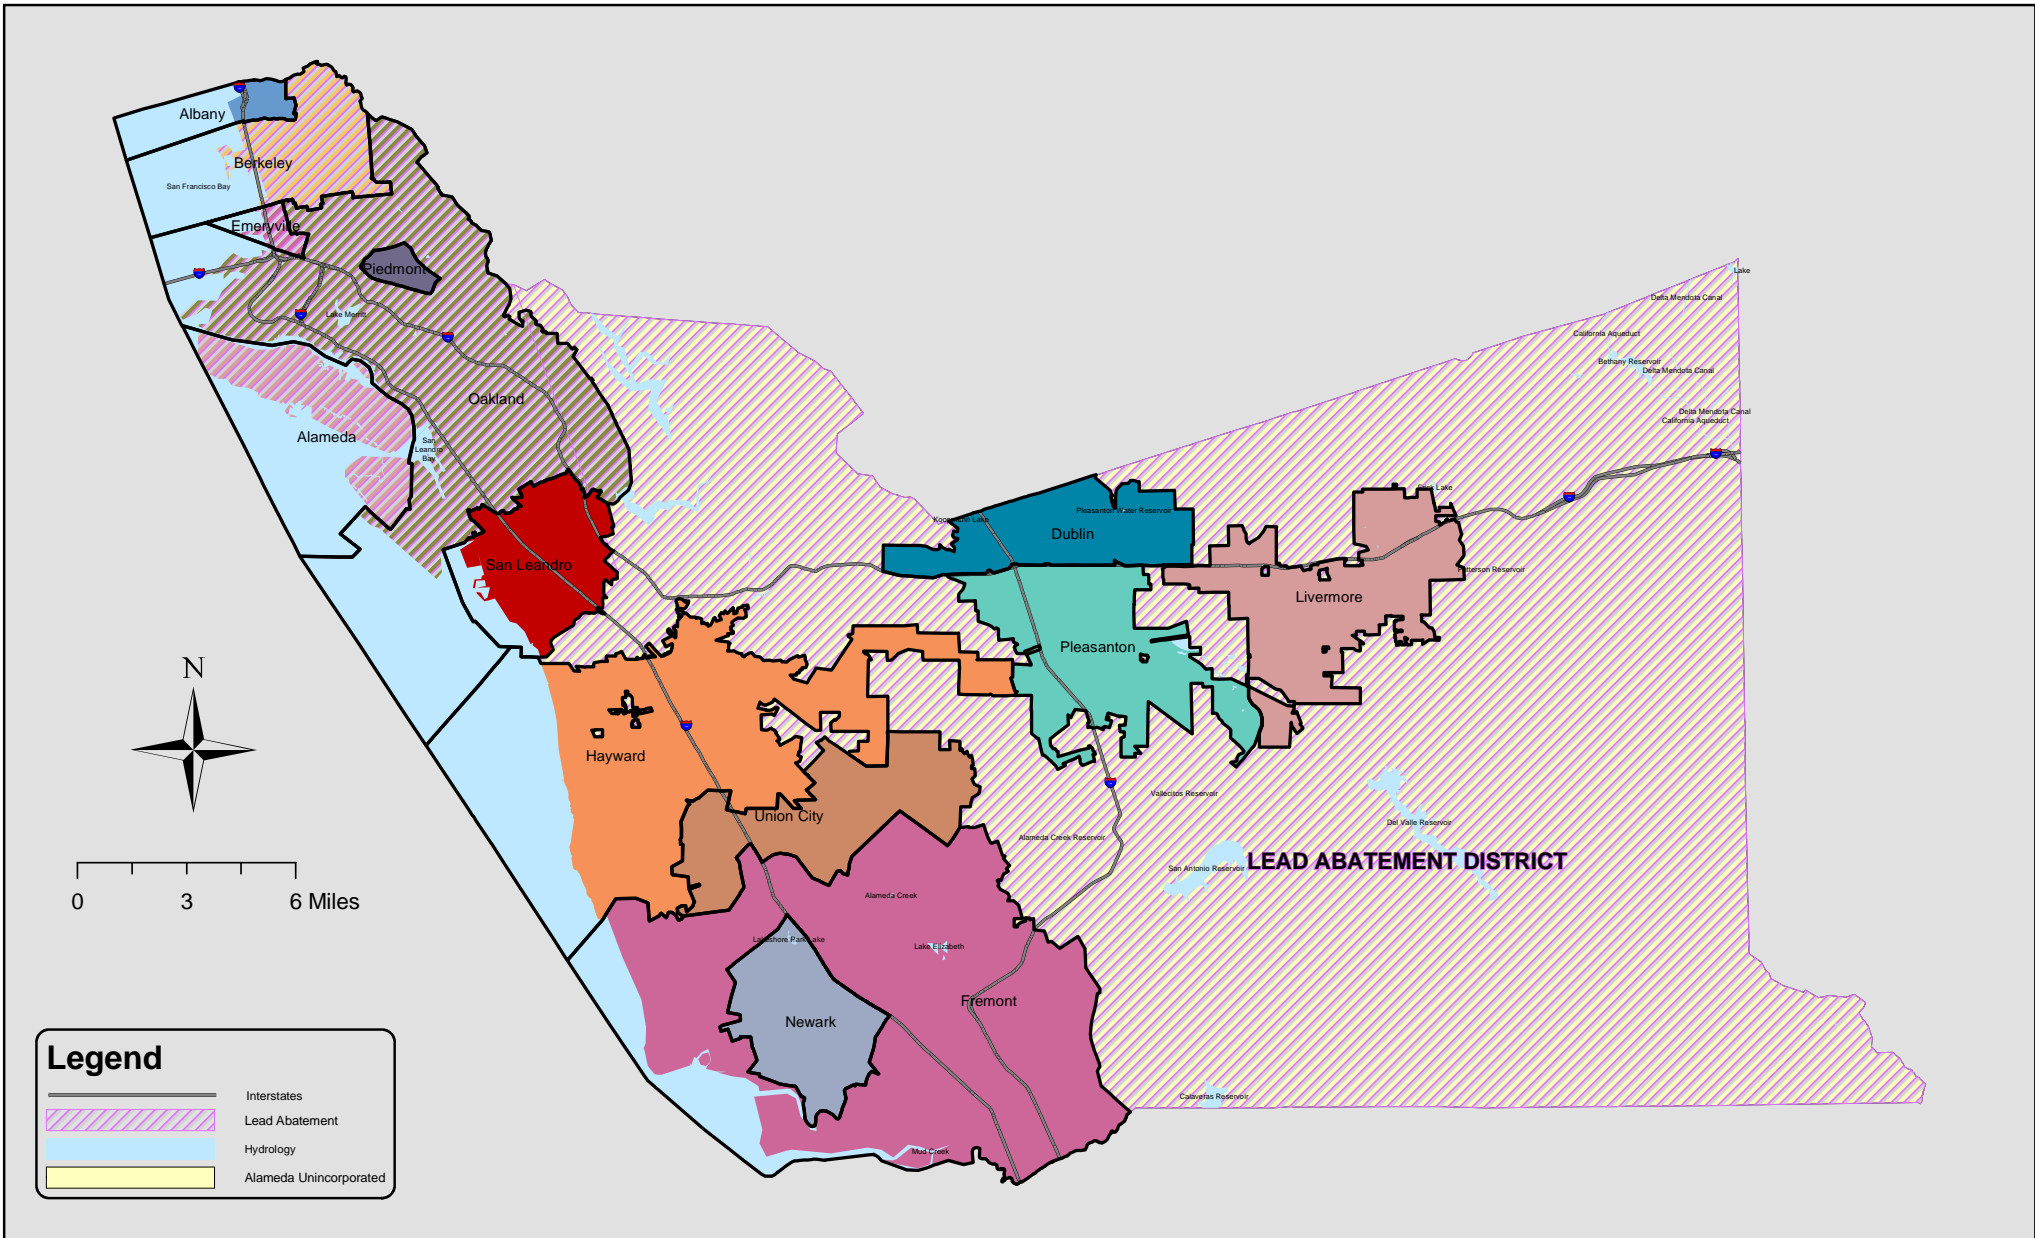 Albany
Berkeley
San Francisco Bay
Emeryville
Piedmont
Lake Merritt
Oakland
Alameda
San
Leandro
Bay
San Leandro
Lake
Delta Mendota Canal
California Aqueduct
Bethany Reservoir
Delta Mendota Canal
Delta Mendota Canal
California Aqueduct
Lake
Pleasanton Water Reservoir
Lake
Dublin
Patterson Reservoir
Livermore
Pleasanton
N
Hayward
Union City
Vallecitos Reservoir
Del Valle Reservoir
Alameda Creek Reservoir
San Antonio Reservoir
LEAD ABATEMENT DISTRICT
Alameda Creek
0 3 6 Miles
Lakeshore Park Lake
Lake Elizabeth
Fremont
Newark
Calaveras Reservoir
Mud Creek
Legend
Interstates
Lead Abatement
Hydrology
Alameda Unincorporated